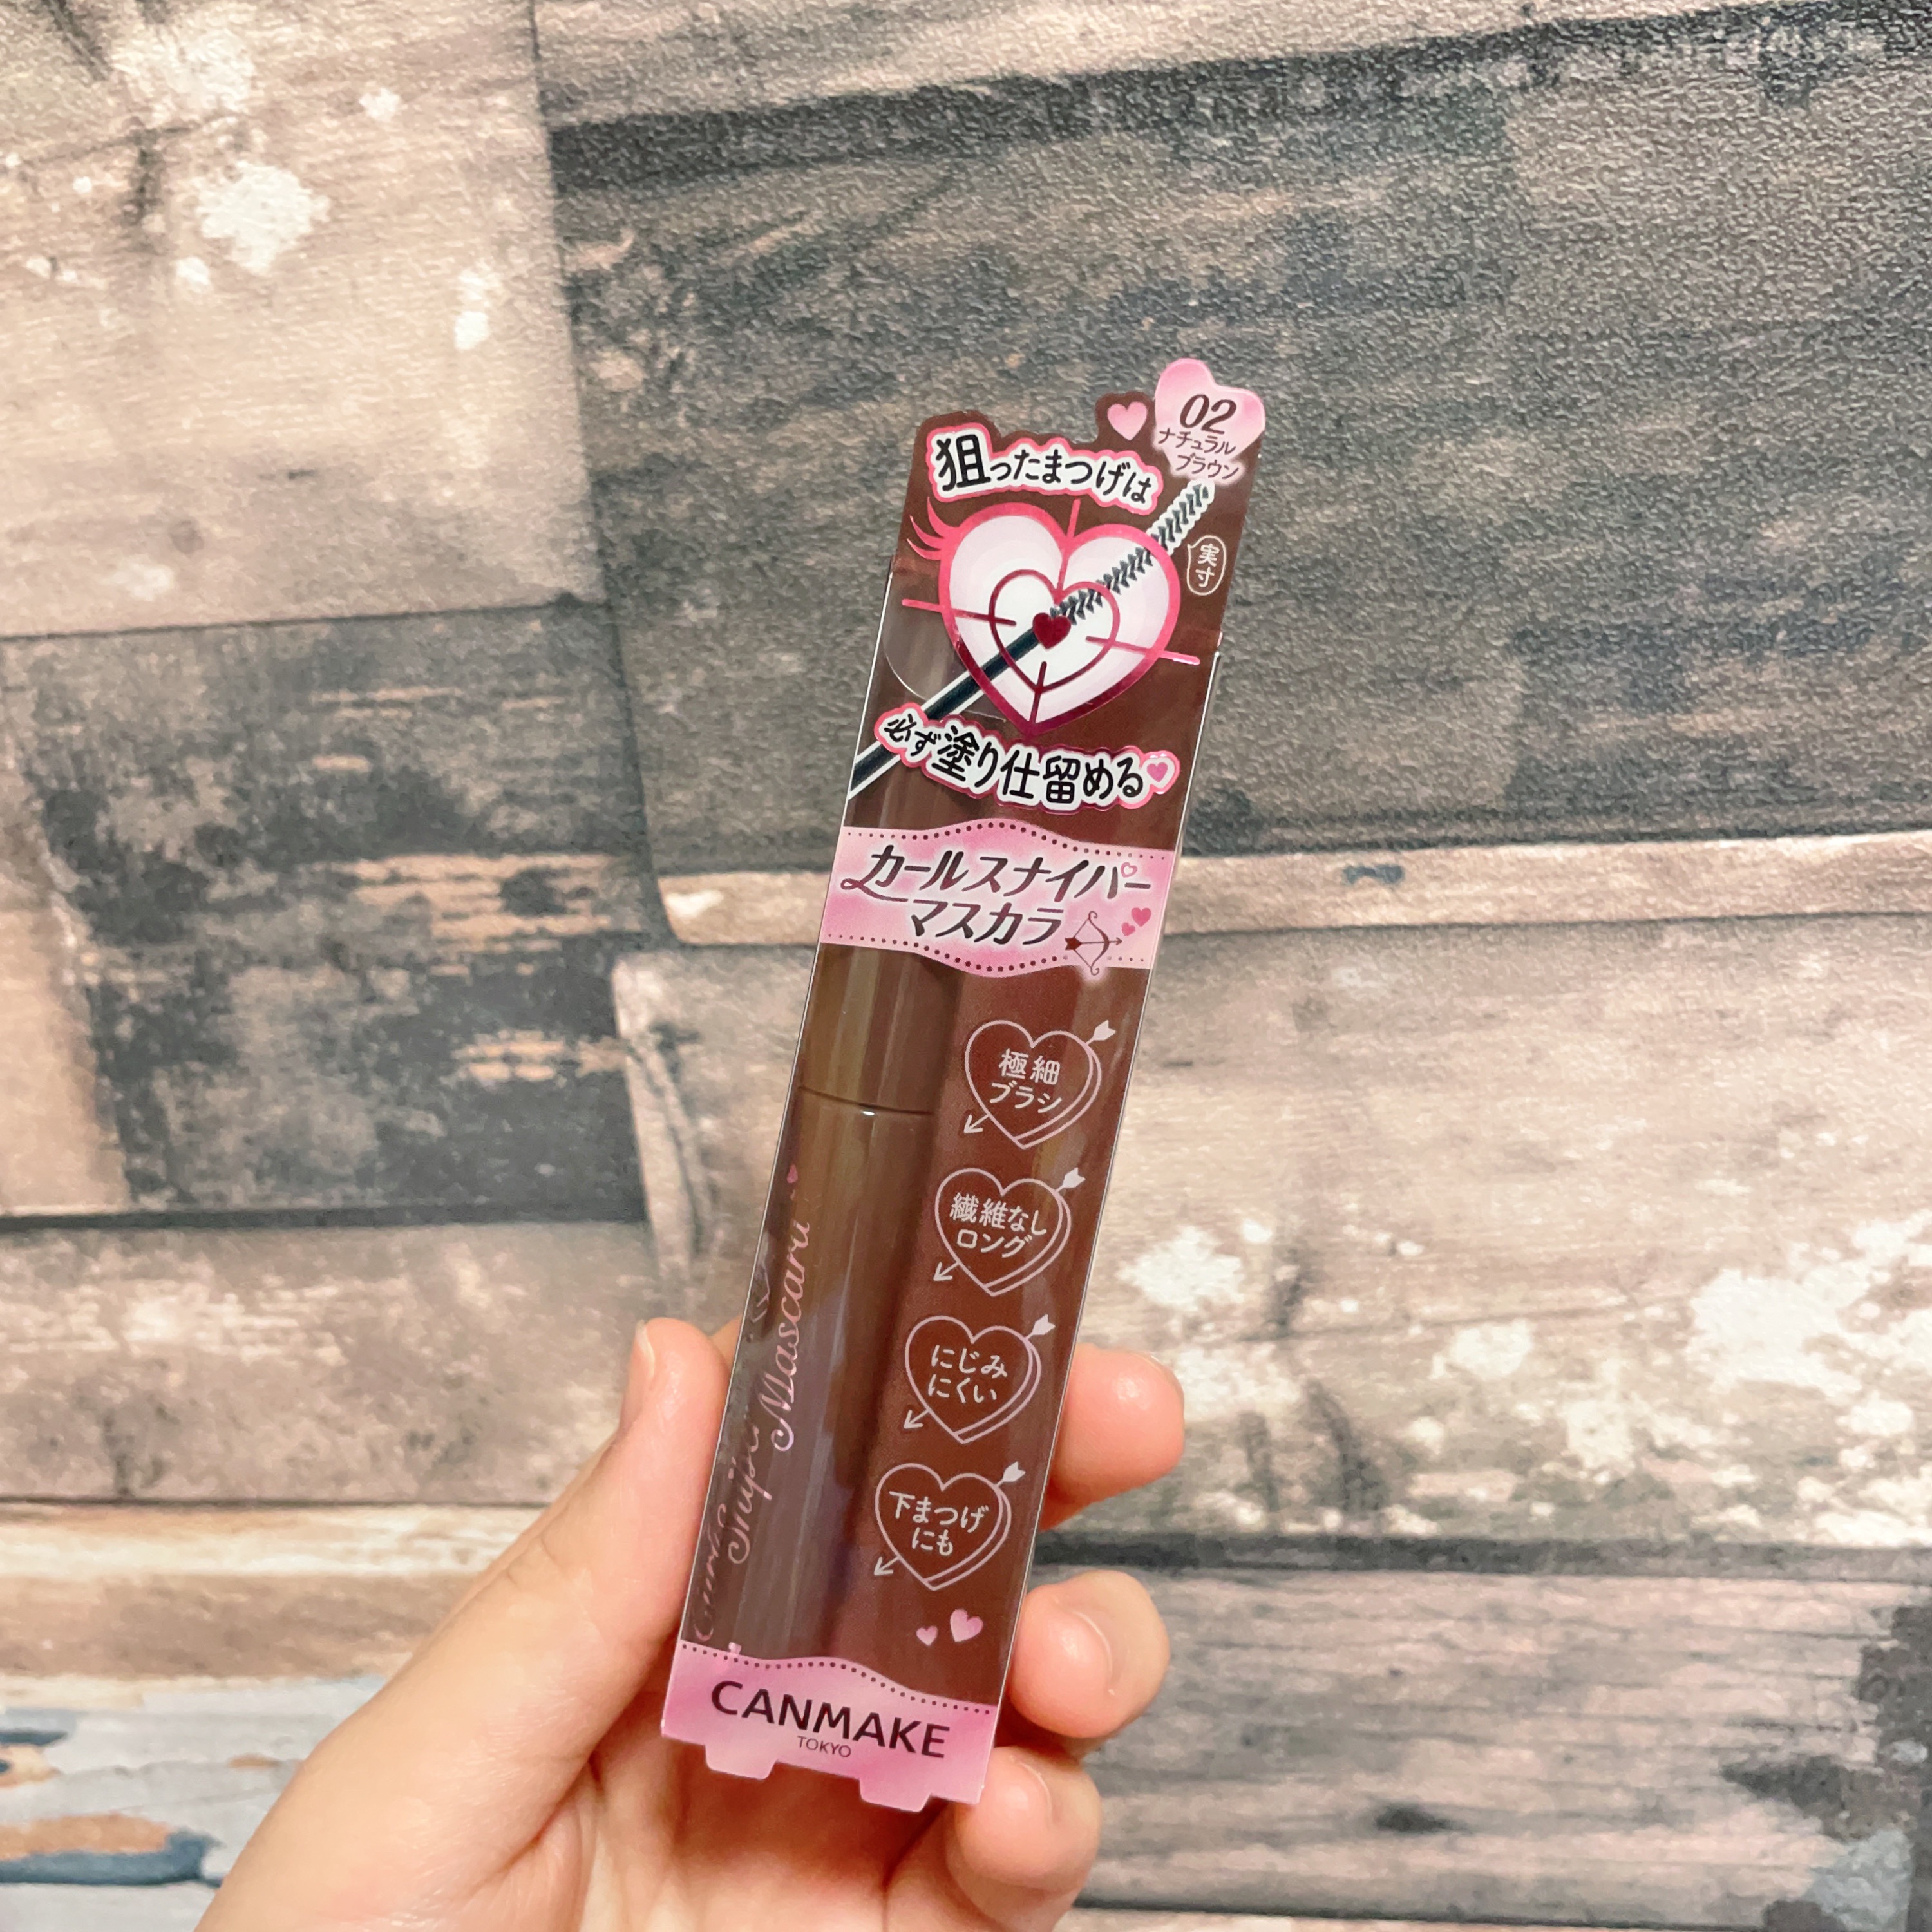 02
ナチュラル
ブラウン
狙ったまつげは
実寸
必ず塗り仕留める
カールスナイパー
マスカラ
極細
ブラシ
繊維なし
ロング
にじみ
にくい
下まつげ
にも
Mascara
CANMAKE
TOKYO